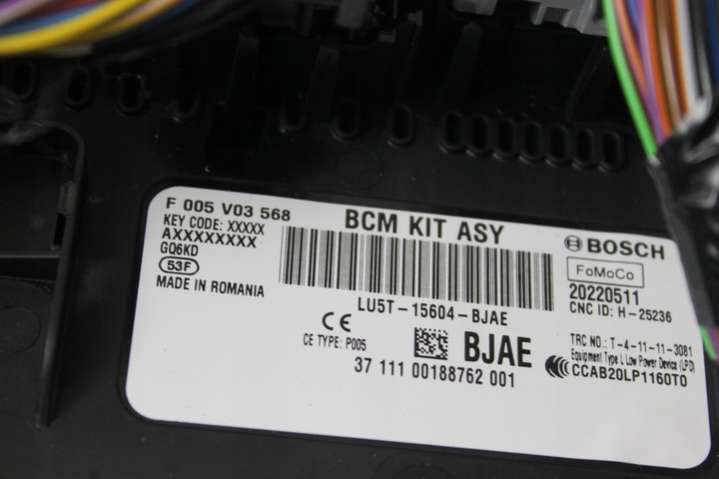 F 005 V03 568
KEY CODE: XXXXX
AXXXXXXXX
GQ6KD
53F
MADE IN ROMANIA
BCM KIT ASY
LU5T-15604-BJAE
CE
CE TYPE: P005
BJAE
37 111 00188762 001
BOSCH
FoMoCo
20220511
CNC ID: H-25236
TRC NO.: T-4-11-11-3081
Equipment Type I, Low Power Device (LPD)
CCAB20LP1160T0